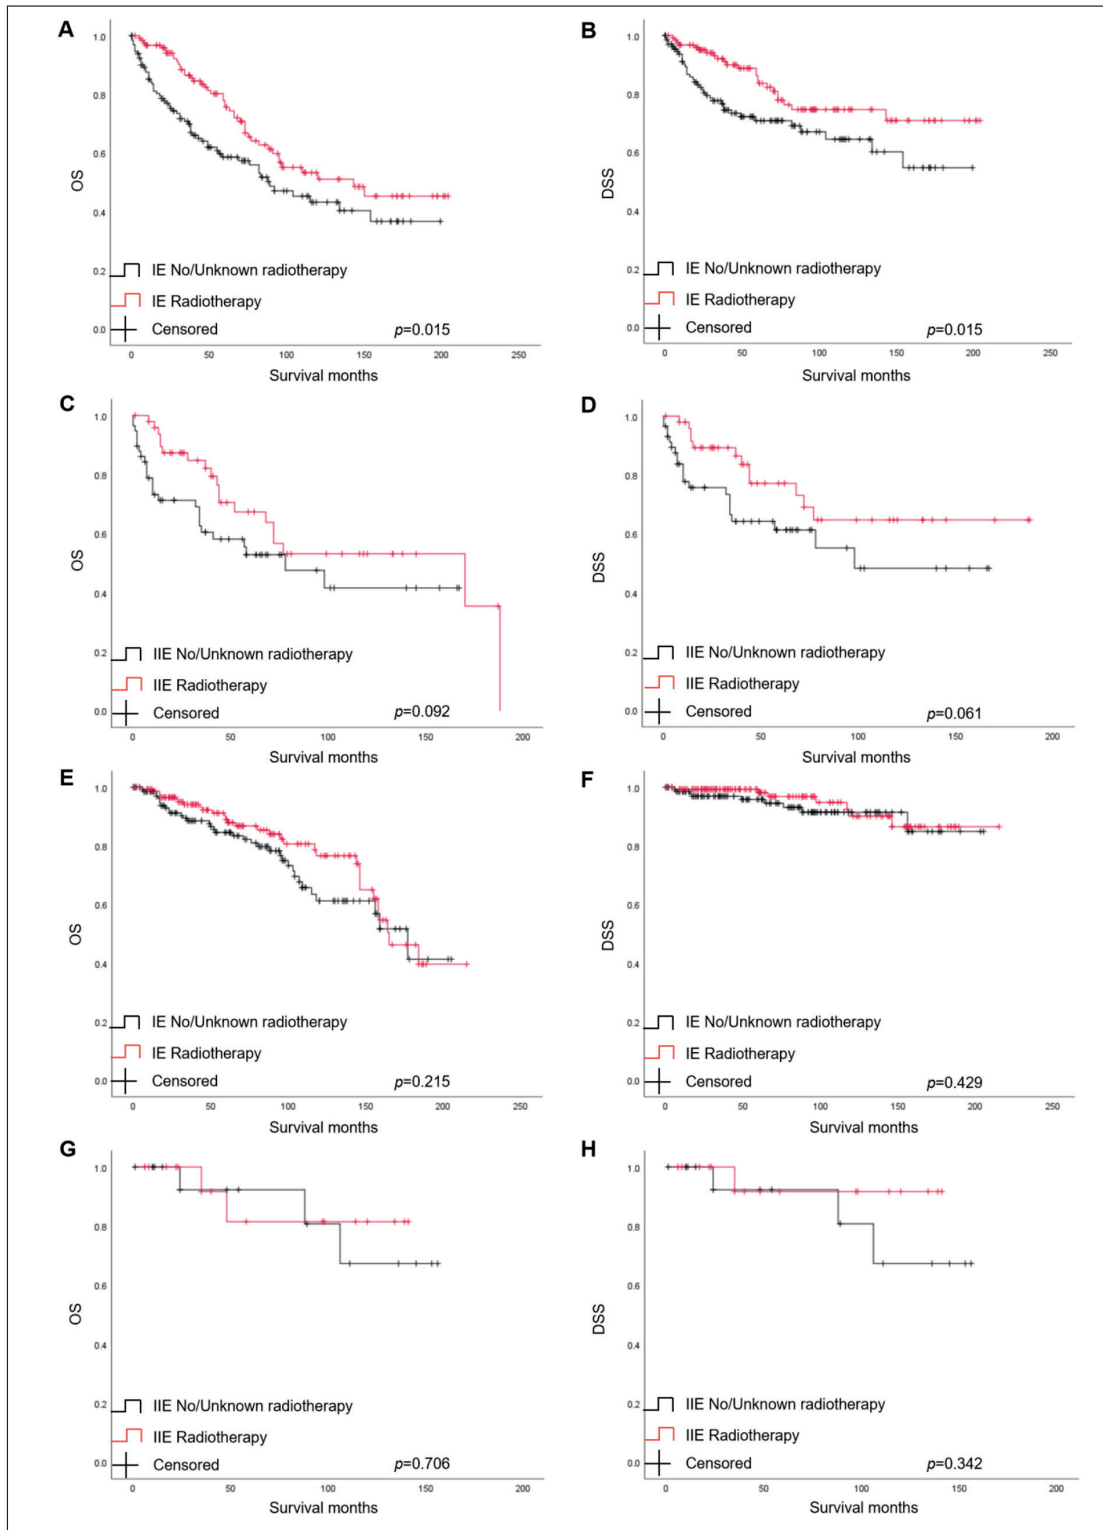 A
1.0
0.8
0.6
0.4
0.2
0.0
OS
IE No/Unknown radiotherapy
IE Radiotherapy
Censored
p=0.015
0 50 100 150 200 250
Survival months
B
1.0
0.8
0.6
0.4
0.2
0.0
DSS
IE No/Unknown radiotherapy
IE Radiotherapy
Censored
p=0.015
0 50 100 150 200 250
Survival months
C
1.0
0.8
0.6
0.4
0.2
0.0
OS
IIE No/Unknown radiotherapy
IIE Radiotherapy
Censored
p=0.092
0 50 100 150 200
Survival months
D
1.0
0.8
0.6
0.4
0.2
0.0
DSS
IIE No/Unknown radiotherapy
IIE Radiotherapy
Censored
p=0.061
0 50 100 150 200
Survival months
E
1.0
0.8
0.6
0.4
0.2
0.0
OS
IE No/Unknown radiotherapy
IE Radiotherapy
Censored
p=0.215
0 50 100 150 200 250
Survival months
F
1.0
0.8
0.6
0.4
0.2
0.0
DSS
IE No/Unknown radiotherapy
IE Radiotherapy
Censored
p=0.429
0 50 100 150 200 250
Survival months
G
1.0
0.8
0.6
0.4
0.2
0.0
OS
IIE No/Unknown radiotherapy
IIE Radiotherapy
Censored
p=0.706
0 50 100 150 200
Survival months
H
1.0
0.8
0.6
0.4
0.2
0.0
DSS
IIE No/Unknown radiotherapy
IIE Radiotherapy
Censored
p=0.342
0 50 100 150 200
Survival months